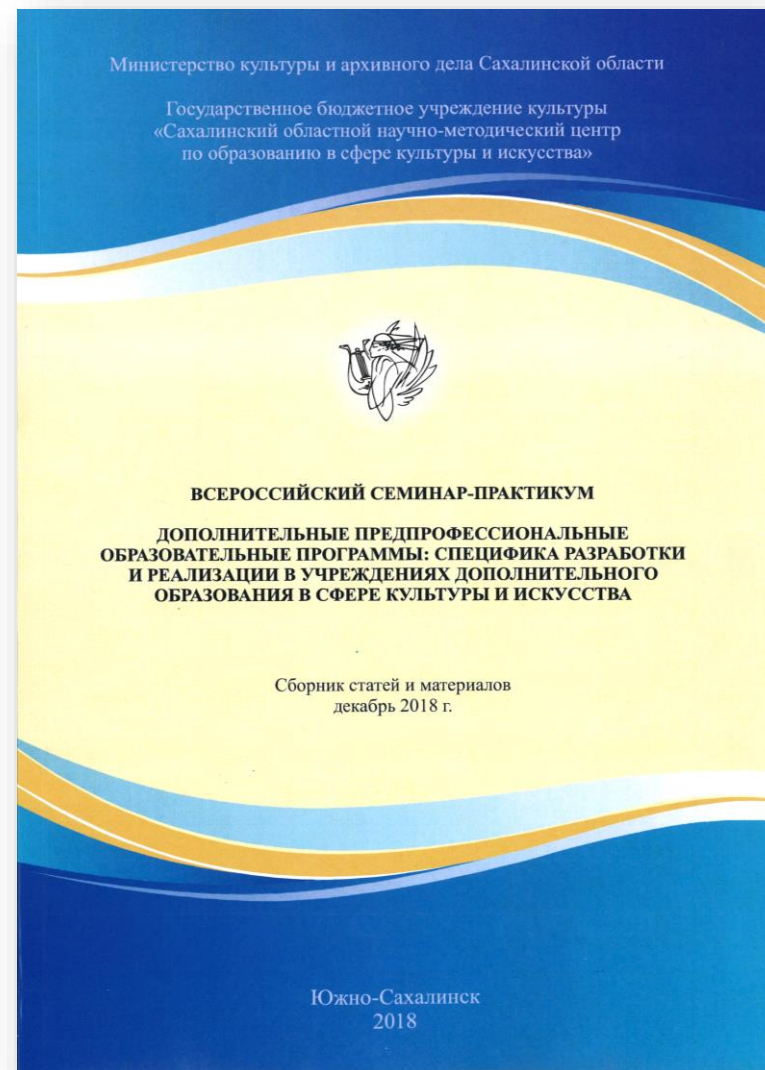 Министерство культуры и архивного дела Сахалинской области
Государственное бюджетное учреждение культуры
«Сахалинский областной научно-методический центр
по образованию в сфере культуры и искусства»
ВСЕРОССИЙСКИЙ СЕМИНАР-ПРАКТИКУМ
ДОПОЛНИТЕЛЬНЫЕ ПРЕДПРОФЕССИОНАЛЬНЫЕ
ОБРАЗОВАТЕЛЬНЫЕ ПРОГРАММЫ: СПЕЦИФИКА РАЗРАБОТКИ
И РЕАЛИЗАЦИИ В УЧРЕЖДЕНИЯХ ДОПОЛНИТЕЛЬНОГО
ОБРАЗОВАНИЯ В СФЕРЕ КУЛЬТУРЫ И ИСКУССТВА
Сборник статей и материалов
декабрь 2018 г.
Южно-Сахалинск
2018